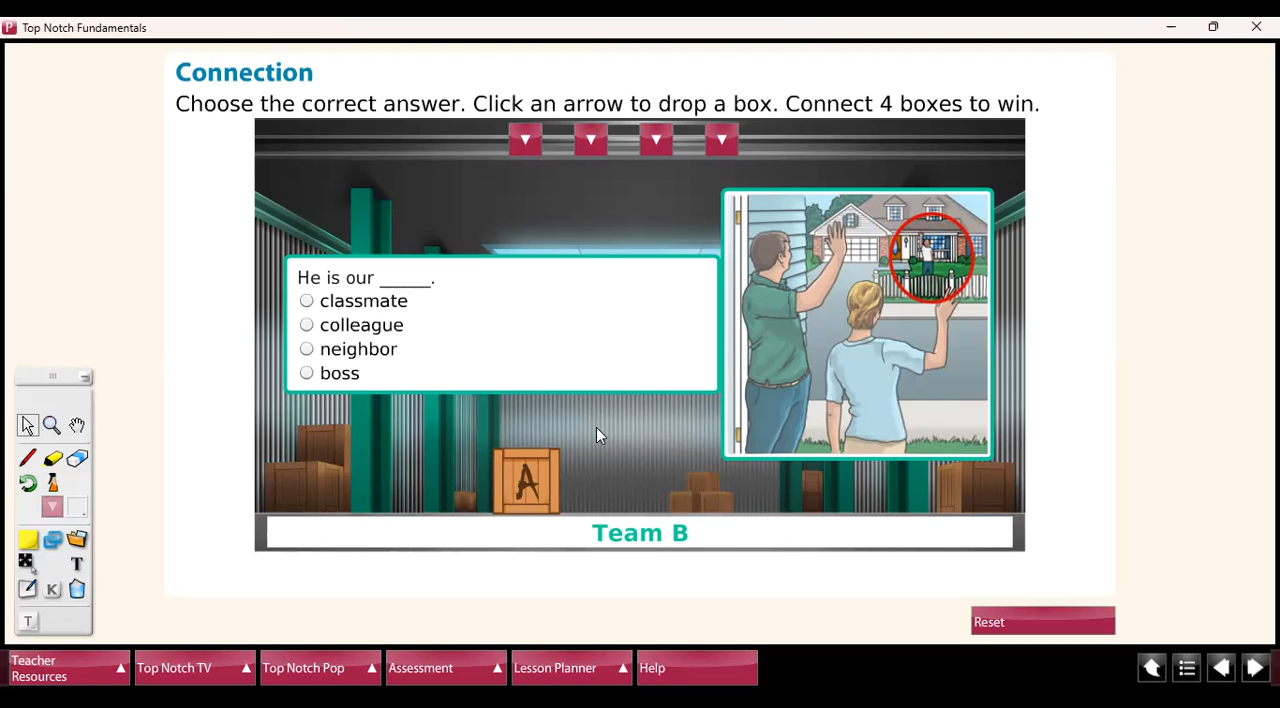 Top Notch Fundamentals
Connection
Choose the correct answer. Click an arrow to drop a box. Connect 4 boxes to win.
He is our ______.
classmate
colleague
neighbor
boss
A
Team B
K
T
T
Reset
Teacher
Resources
Top Notch TV
Top Notch Pop
Assessment
Lesson Planner
Help